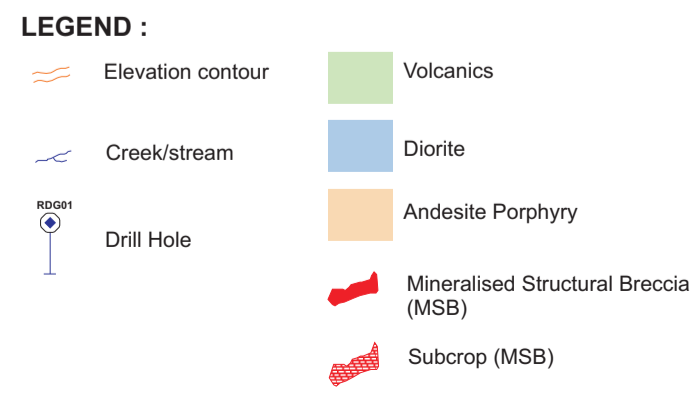 LEGEND :
Elevation contour
Creek/stream
RDG01
Drill Hole
Volcanics
Diorite
Andesite Porphyry
Mineralised Structural Breccia
(MSB)
Subcrop (MSB)